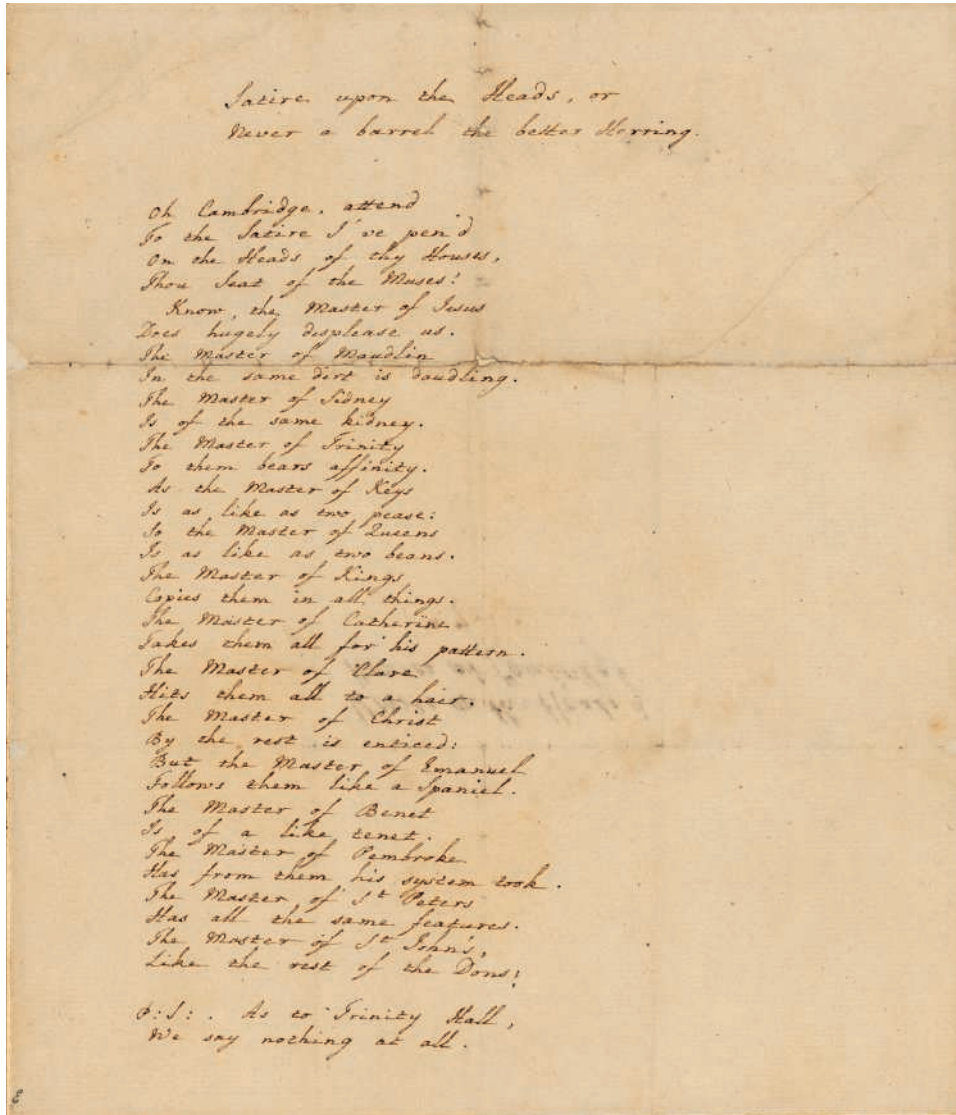 Satire upon the Heads, or
Never a barrel the better Herring.
Oh Cambridge, attend
To the Satire I've pen'd
On the Heads of thy Houses,
Thou Seat of the Muses!
Know, the Master of Jesus
Does hugely displease us.
The Master of Maudlin
In the same dirt is daudling.
The Master of Sidney
Is of the same kidney.
The Master of Trinity
To them bears affinity.
As the Master of Keys
Is as like as two pease:
So the Master of Queens
Is as like as two beans.
The Master of Kings
Copies them in all things.
The Master of Catherine
Takes them all for his pattern.
The Master of Clare
Hits them all to a hair.
The Master of Christ
By the rest is enticed:
But the Master of Emanuel
Follows them like a Spaniel.
The Master of Benet
Is of a like tenet.
The Master of Pembroke
Has from them his system took.
The Master of St Peters
Has all the same features.
The Master of St John's,
Like the rest of the Dons;
P:S:. As to Trinity Hall,
We say nothing at all.